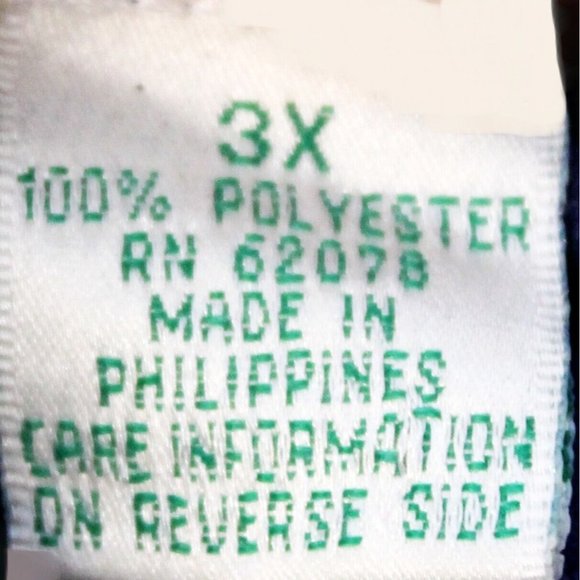 3X
100% POLYESTER
RN 62078
MADE IN
PHILIPPINES
CARE INFORMATION
ON REVERSE SIDE